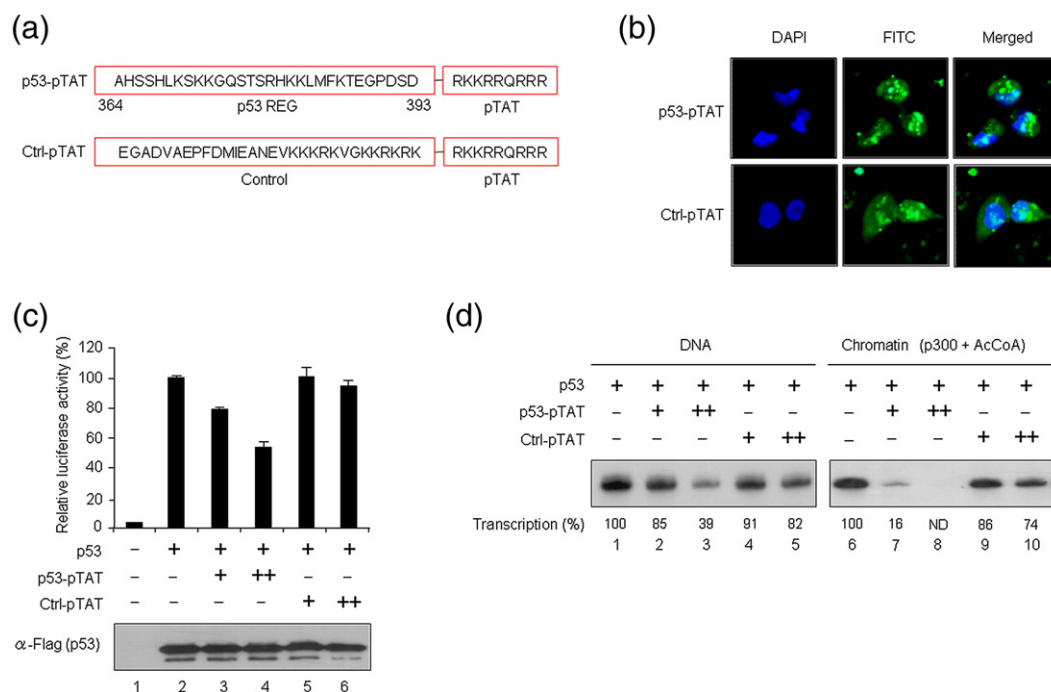 (a)
p53-pTAT AHSSHLKSKKGQSTSRHKKLMFKTEGPDSD RKKRRQRRR
364 p53 REG 393 pTAT
Ctrl-pTAT EGADVAEPFDMIEANEVKKKRKVGKKRKRK RKKRRQRRR
Control pTAT
(b)
DAPI FITC Merged
p53-pTAT
Ctrl-pTAT
(c)
Relative luciferase activity (%)
120
100
80
60
40
20
0
p53 – + + + + +
p53-pTAT – – + ++ – –
Ctrl-pTAT – – – – + ++
α-Flag (p53)
1 2 3 4 5 6
(d)
DNA Chromatin (p300 + AcCoA)
p53 + + + + + + + + + +
p53-pTAT – + ++ – – – + ++ – –
Ctrl-pTAT – – – + ++ – – – + ++
Transcription (%) 100 85 39 91 82 100 16 ND 86 74
1 2 3 4 5 6 7 8 9 10